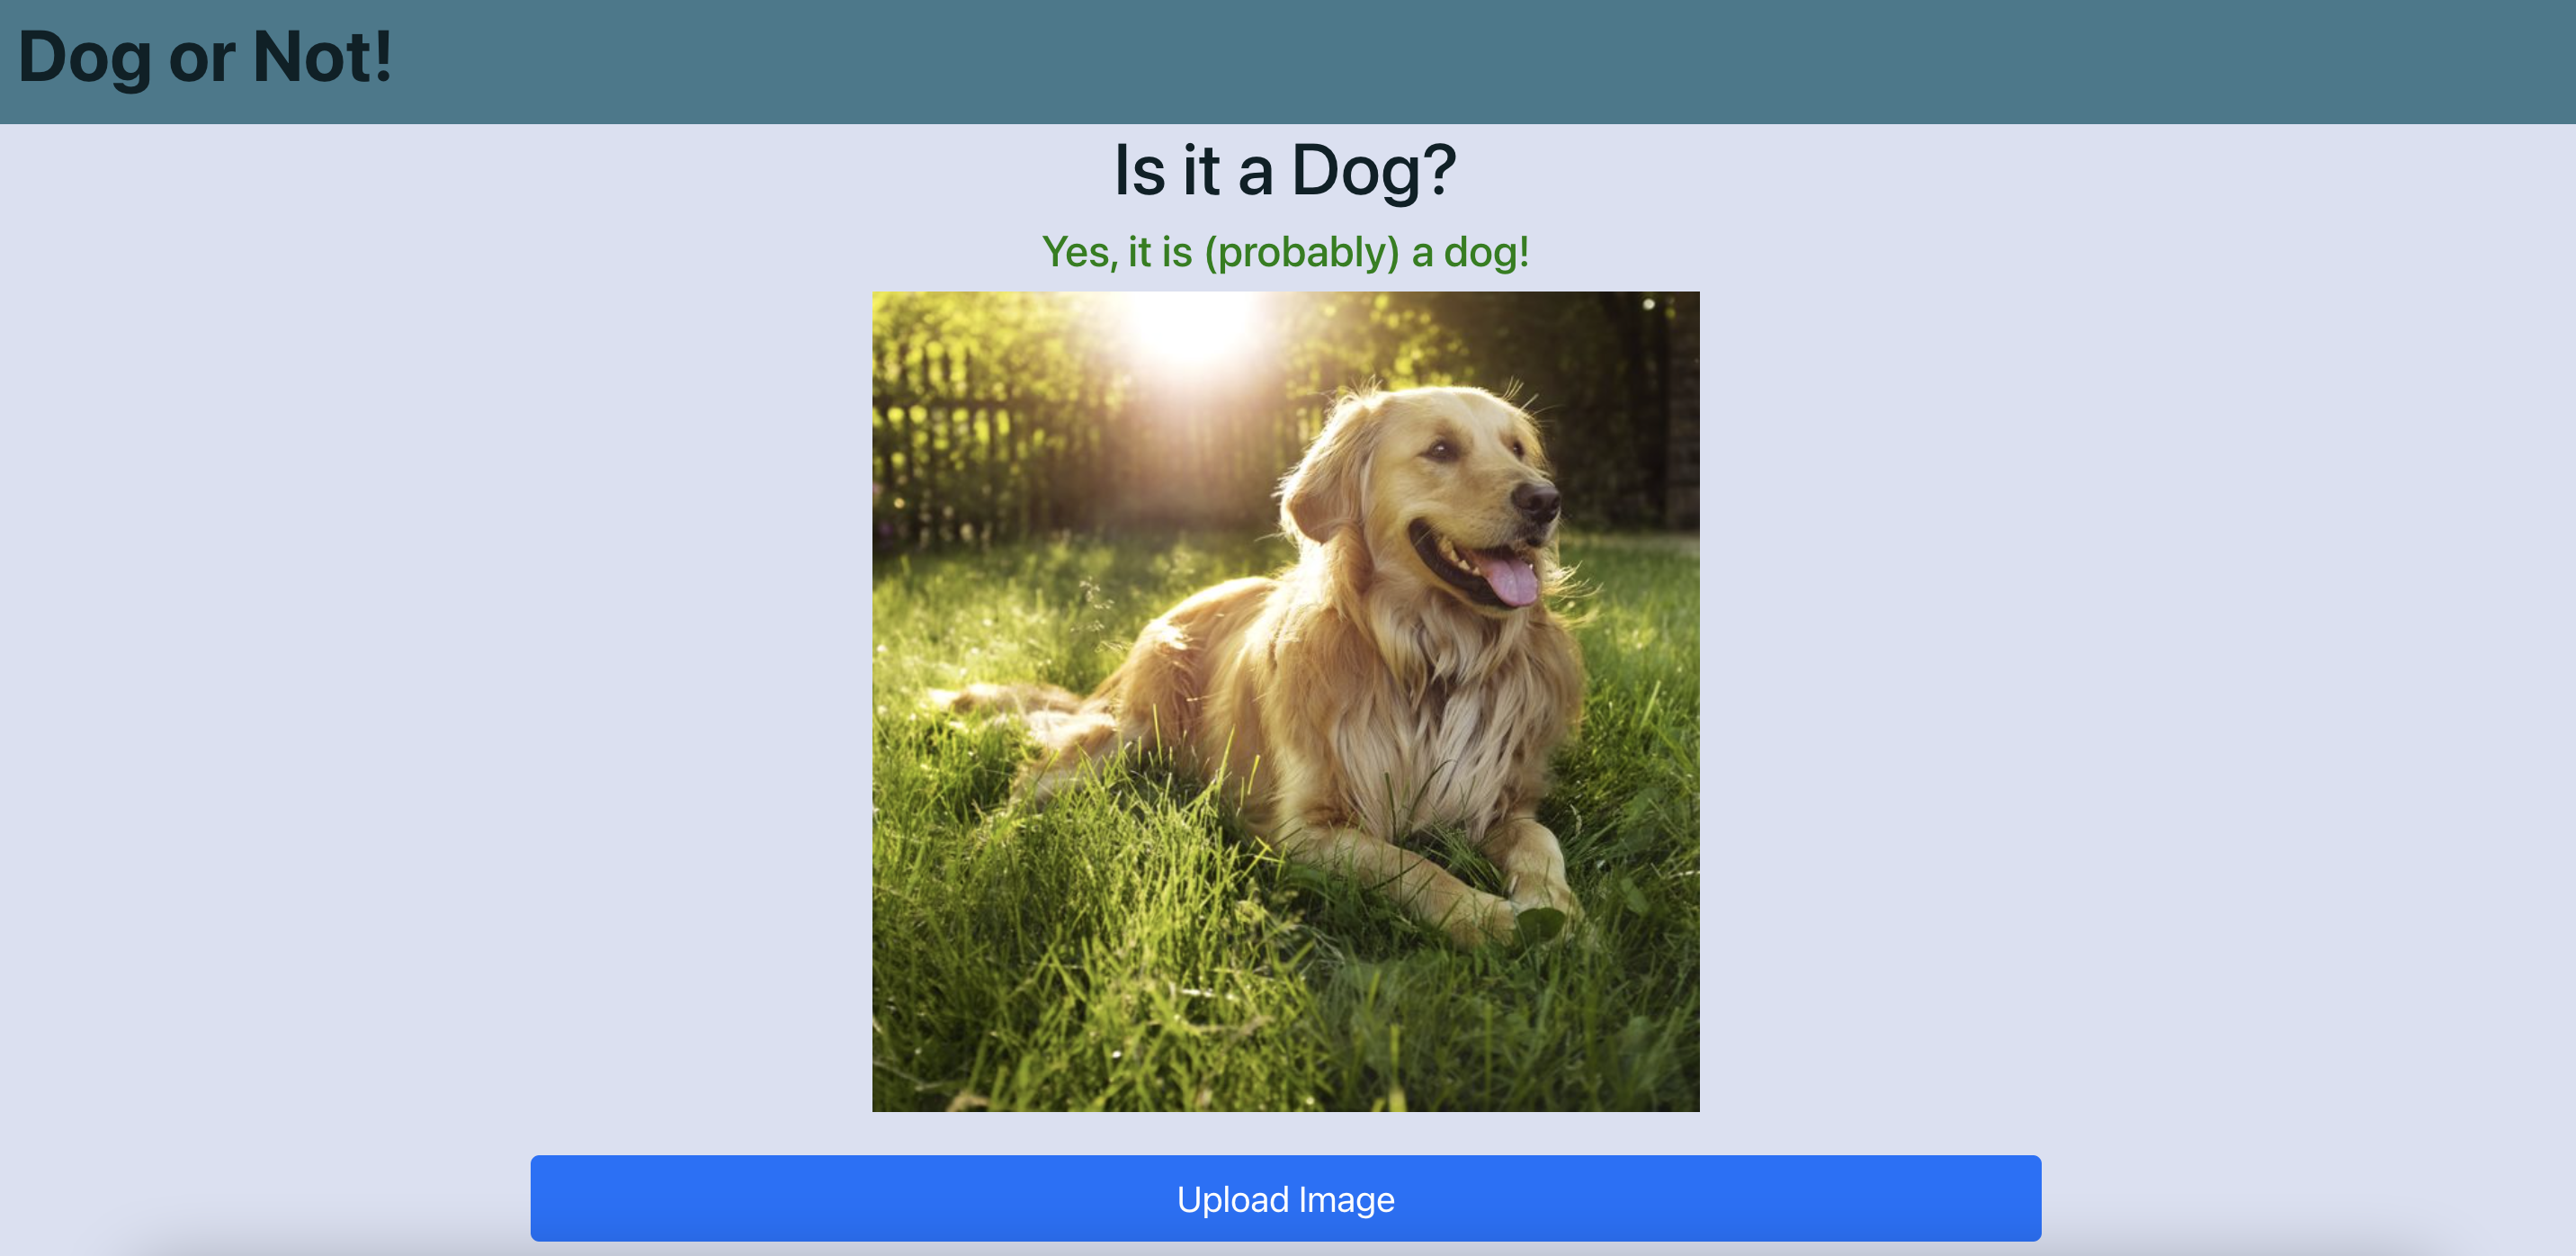 Dog or Not!
Is it a Dog?
Yes, it is (probably) a dog!
Upload Image